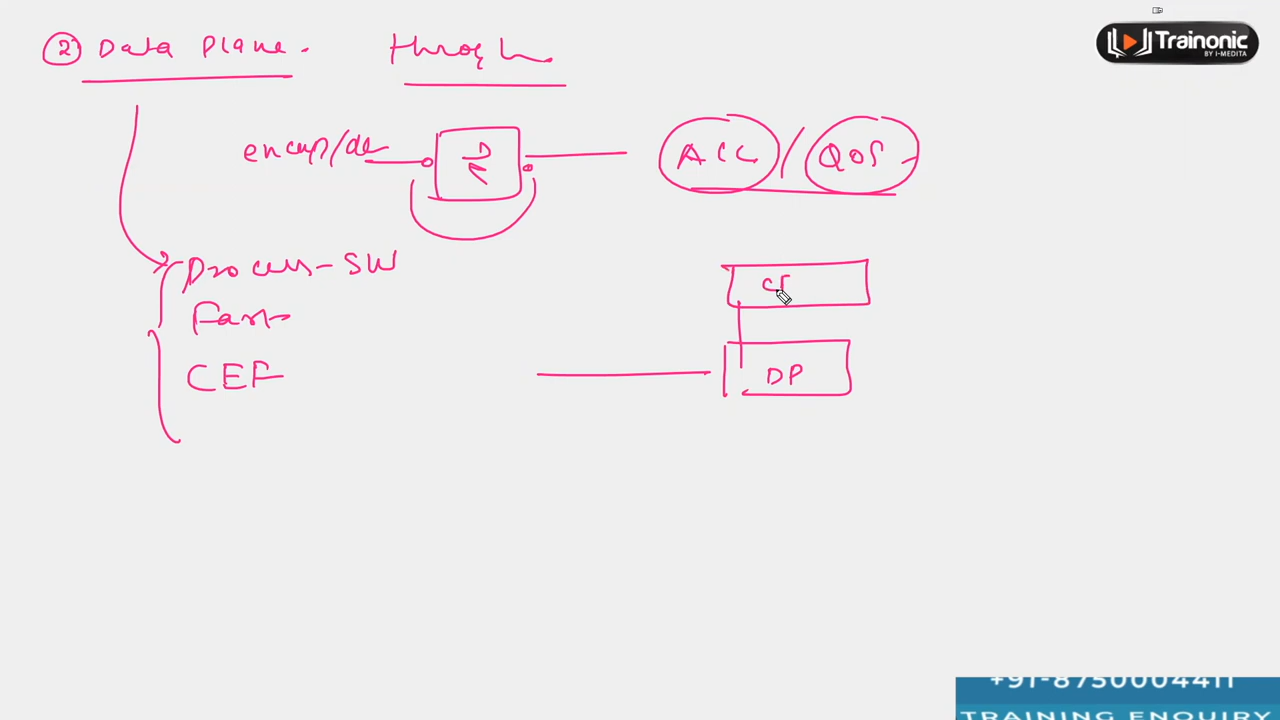 ② Data Plane. through.
Trainonic
BY I-MEDITA
encap/de D ACL / QOS
Process-SW
CP
Fast
CEF DP
+91-8750004411
TRAINING ENQUIRY